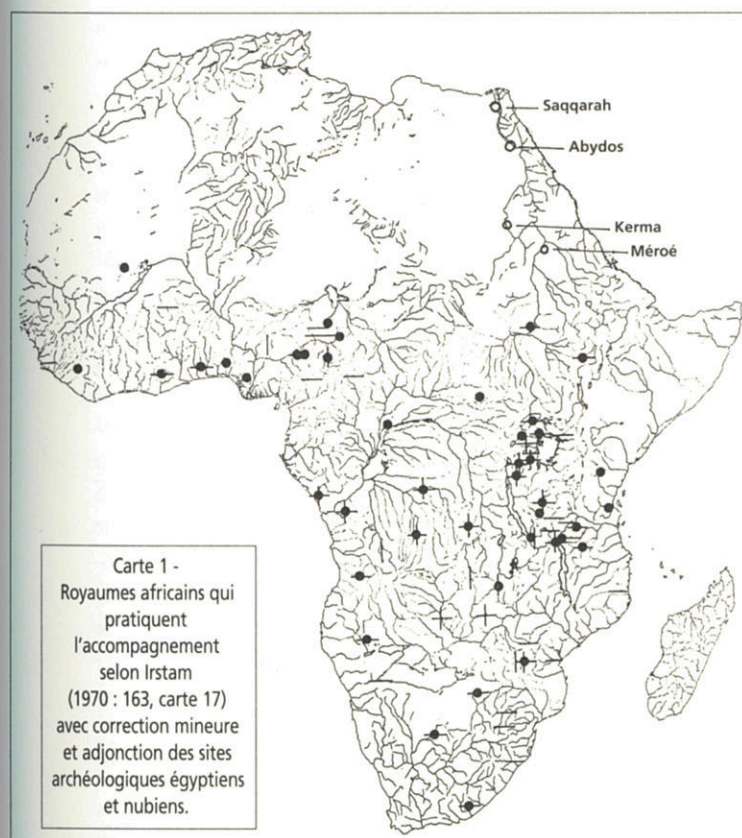 Saqqarah
Abydos
Kerma
Méroé
Carte 1 -
Royaumes africains qui
pratiquent
l'accompagnement
selon Irstam
(1970 : 163, carte 17)
avec correction mineure
et adjonction des sites
archéologiques égyptiens
et nubiens.